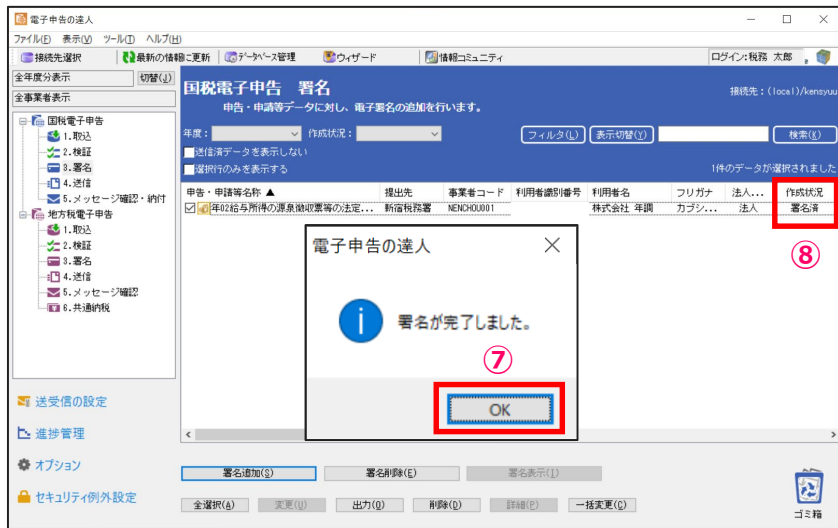 電子申告の達人
ファイル(F) 表示(V) ツール(T) ヘルプ(H)
接続先選択 最新の情報に更新 データベース管理 ウィザード 情報コミュニティ ログイン:税務 太郎
全年度分表示 切替(J)
全事業者表示
国税電子申告
1.取込
2.検証
3.署名
4.送信
5.メッセージ確認・納付
地方税電子申告
1.取込
2.検証
3.署名
4.送信
5.メッセージ確認
6.共通納税
送受信の設定
進捗管理
オプション
セキュリティ例外設定
国税電子申告 署名
接続先:(local)/kensyuu
申告・申請等データに対し、電子署名の追加を行います。
年度: 作成状況: フィルタ(L) 表示切替(Y) 検索(K)
送信済データを表示しない
選択行のみを表示する 1件のデータが選択されました
申告・申請等名称 ▲ 提出先 事業者コード 利用者識別番号 利用者名 フリガナ 法人... 作成状況
年02給与所得の源泉徴収票等の法定... 新宿税務署 NENCHOU001 株式会社 年調 カブシ... 法人 署名済
⑧
電子申告の達人
署名が完了しました。
⑦
OK
署名追加(S) 署名削除(E) 署名表示(I)
全選択(A) 変更(U) 出力(O) 削除(D) 詳細(P) 一括変更(C)
ゴミ箱